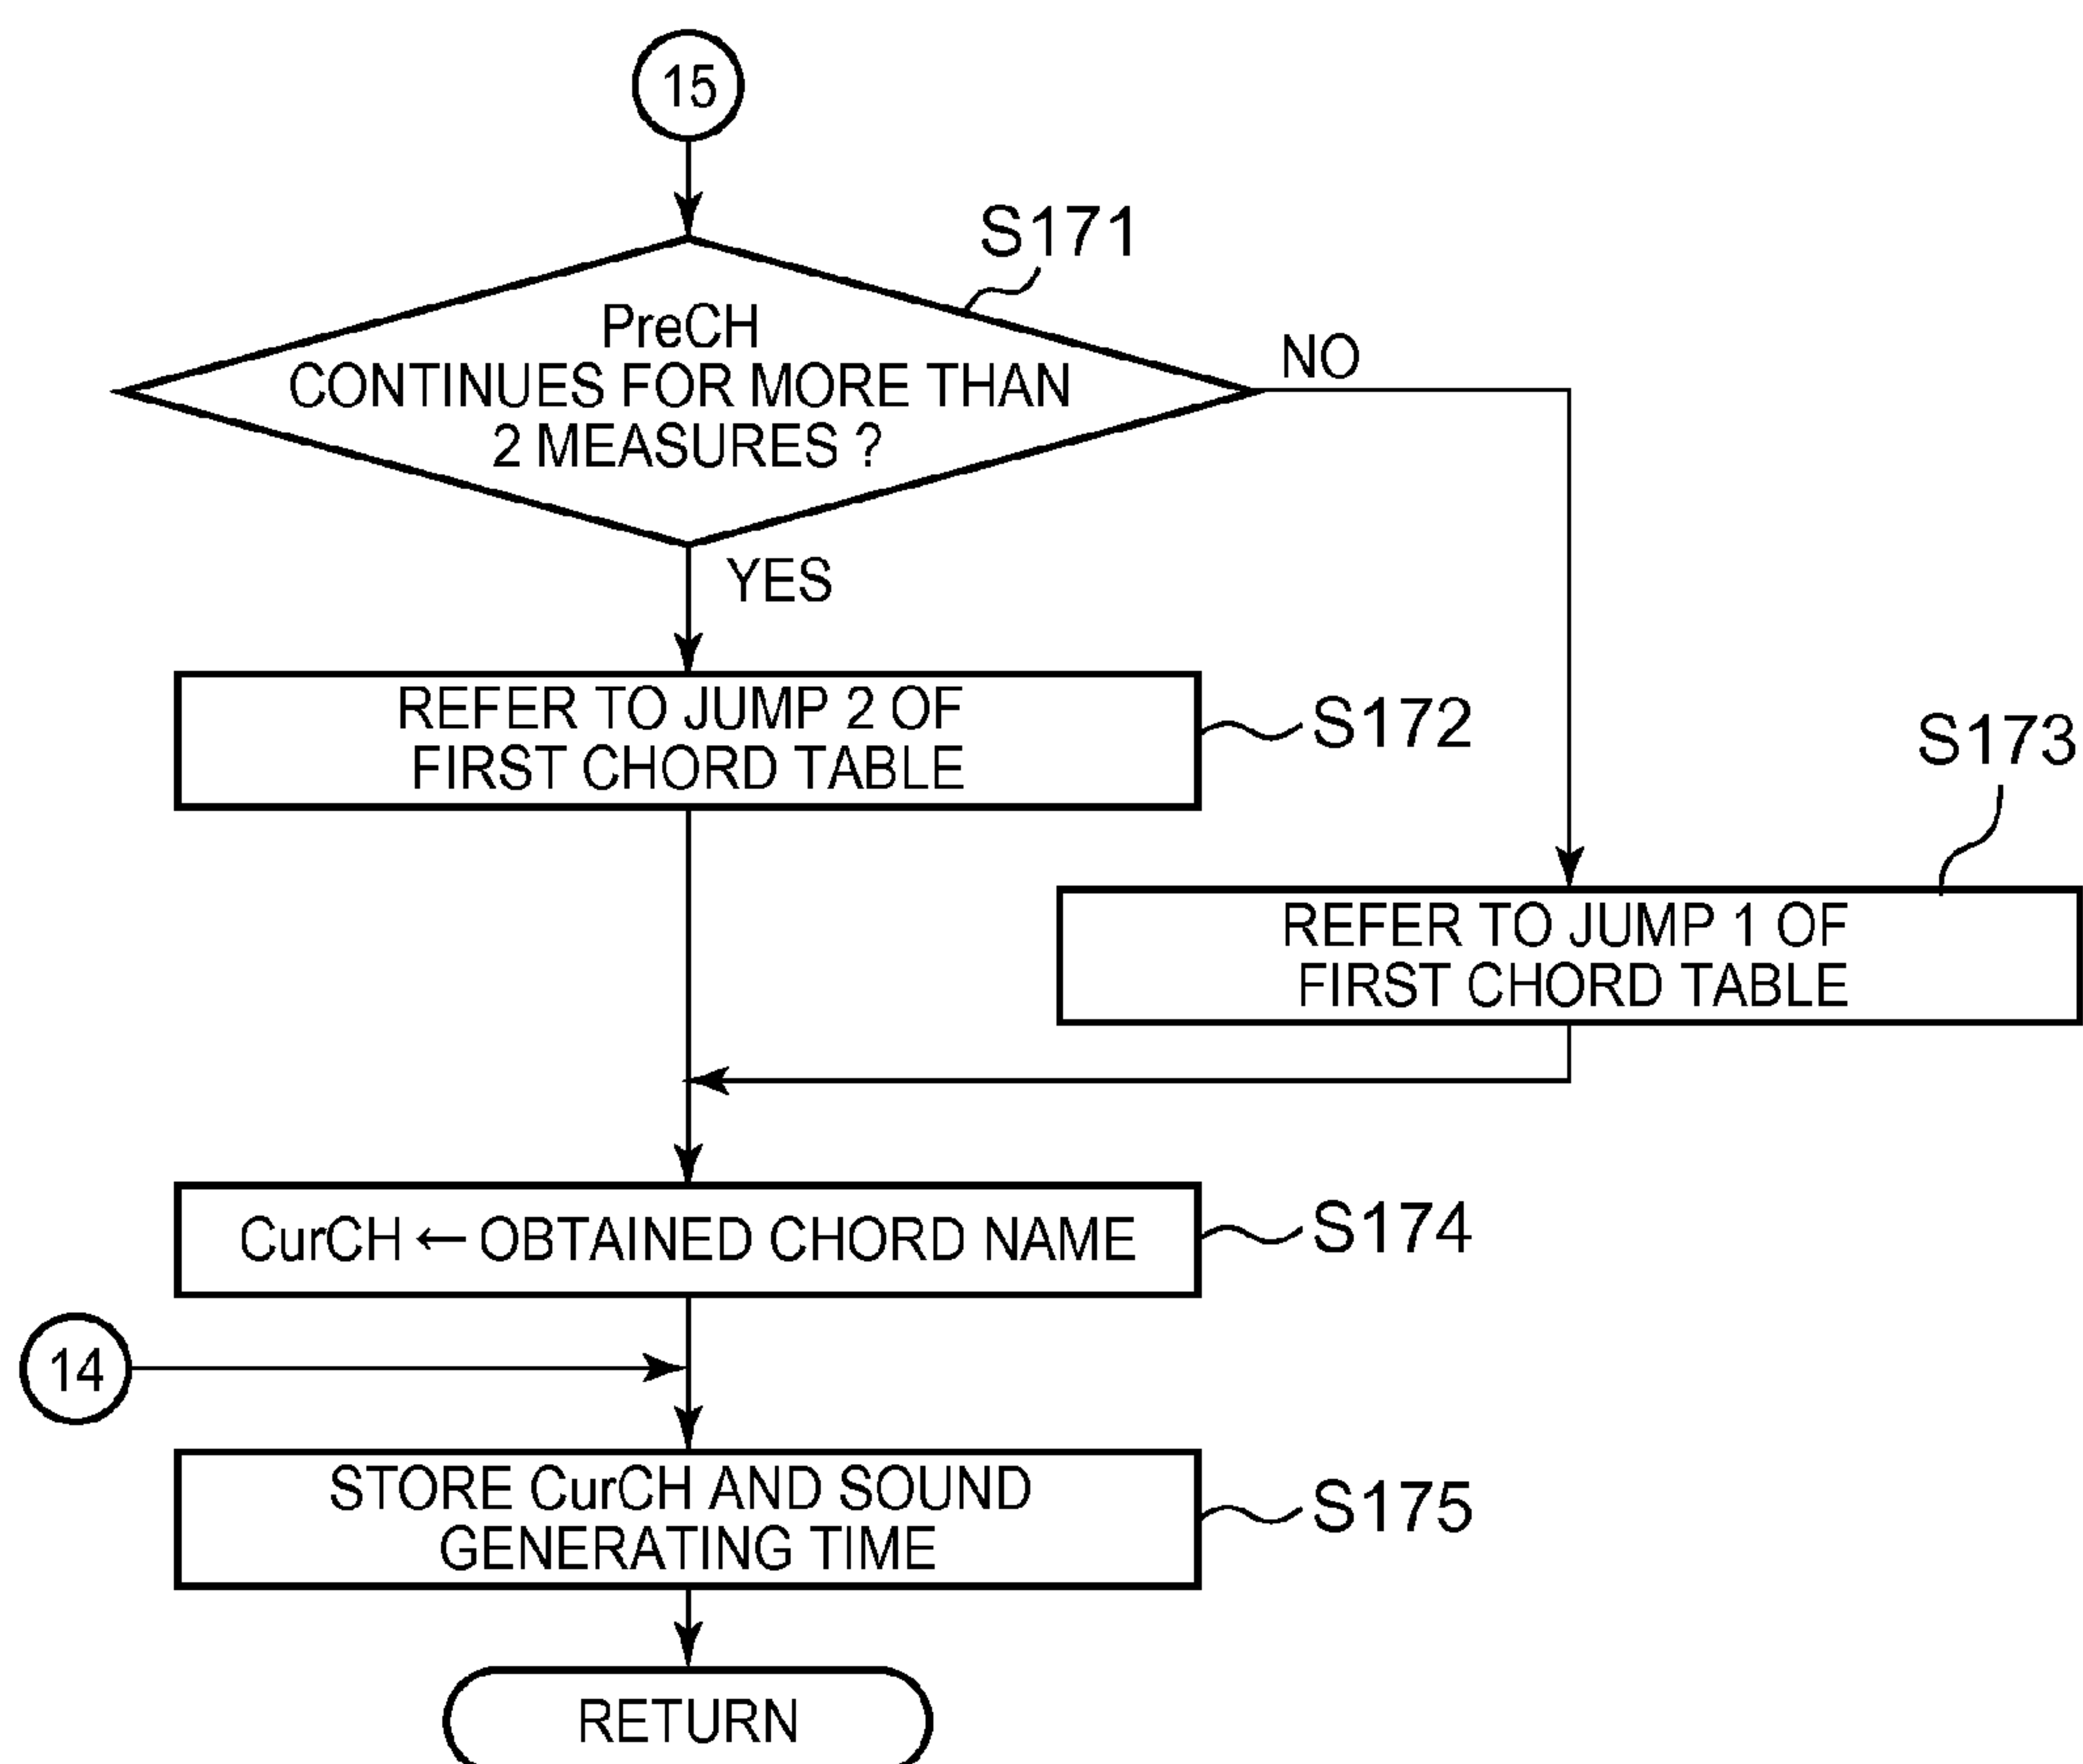 15
S171
PreCH
CONTINUES FOR MORE THAN
2 MEASURES ?
NO
YES
REFER TO JUMP 2 OF
FIRST CHORD TABLE
S172
S173
REFER TO JUMP 1 OF
FIRST CHORD TABLE
CurCH ← OBTAINED CHORD NAME
S174
14
STORE CurCH AND SOUND
GENERATING TIME
S175
RETURN